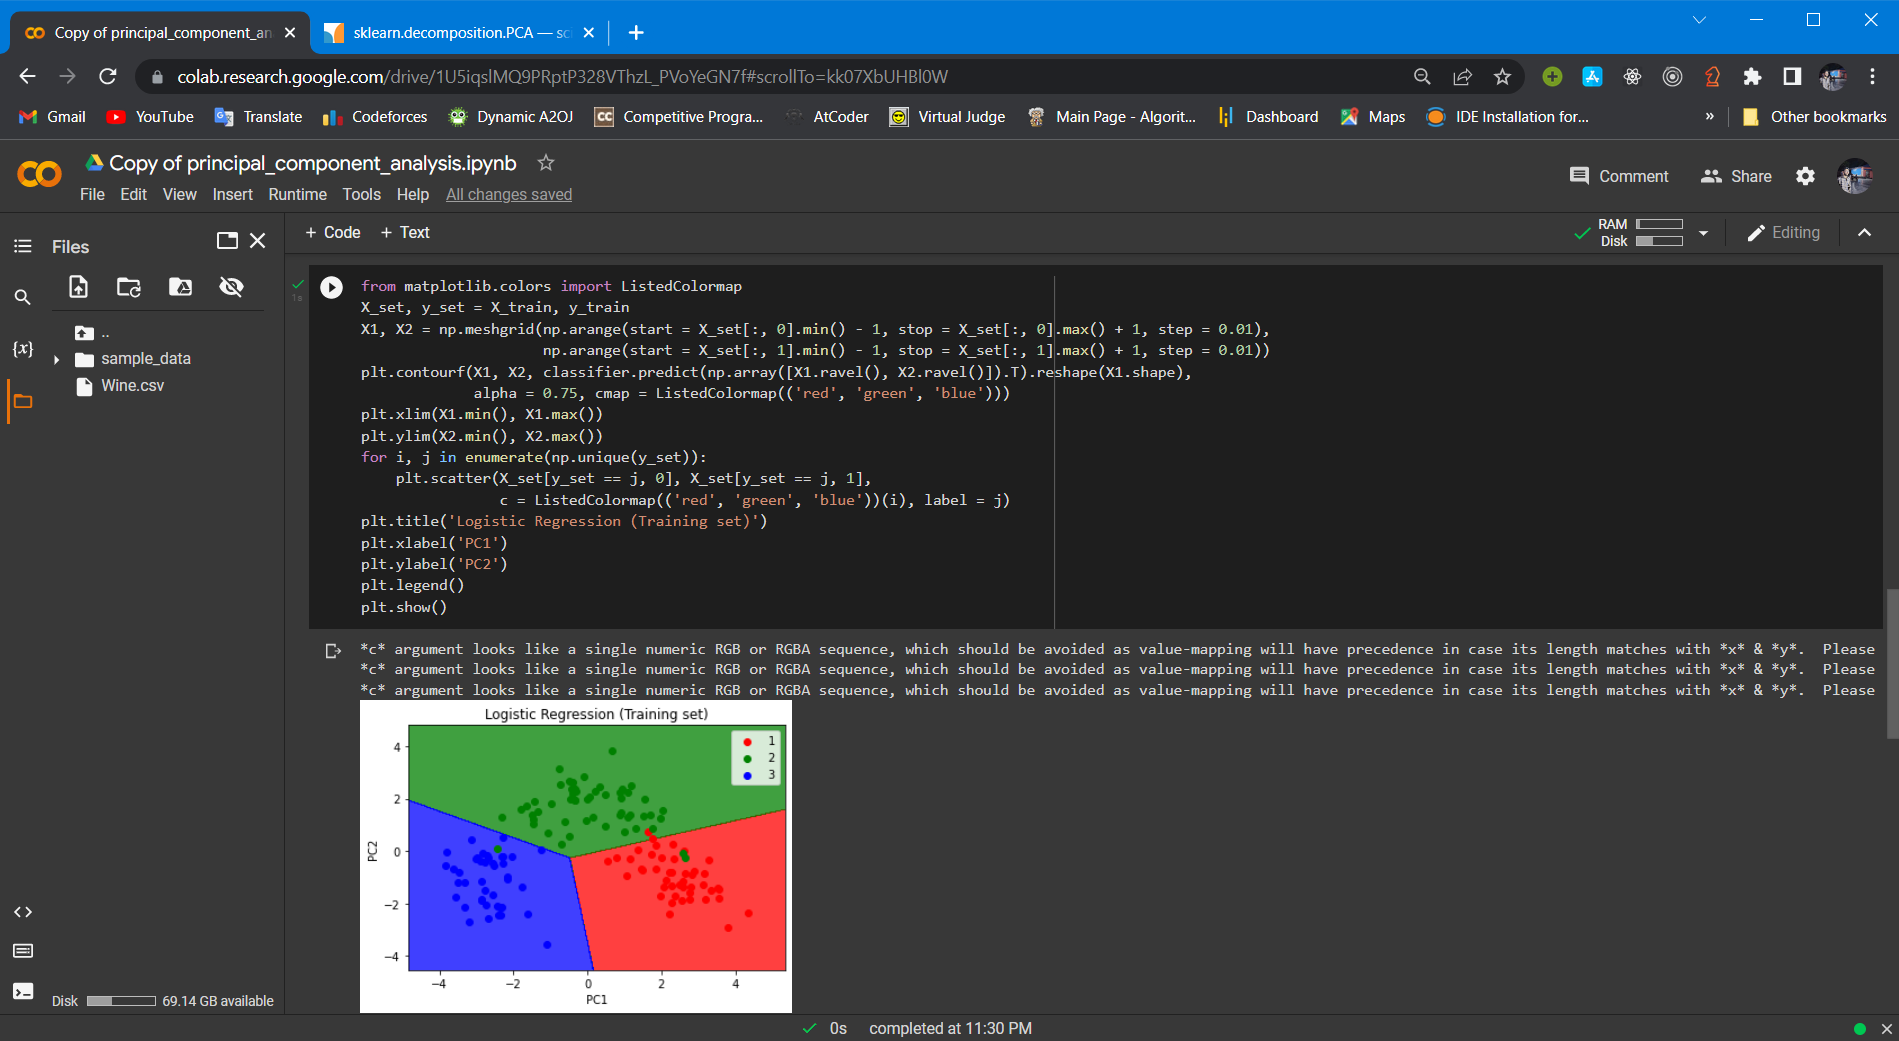 Copy of principal_component_an
sklearn.decomposition.PCA — sc
colab.research.google.com/drive/1U5iqslMQ9PRptP328VThzL_PVoYeGN7f#scrollTo=kk07XbUHBl0W
Gmail YouTube Translate Codeforces Dynamic A2OJ Competitive Progra... AtCoder Virtual Judge Main Page - Algorit... Dashboard Maps IDE Installation for... » Other bookmarks
Copy of principal_component_analysis.ipynb
Comment Share
File Edit View Insert Runtime Tools Help All changes saved
Files
+ Code + Text
RAM
Disk
Editing
..
sample_data
Wine.csv
{x}
1s
from matplotlib.colors import ListedColormap
X_set, y_set = X_train, y_train
X1, X2 = np.meshgrid(np.arange(start = X_set[:, 0].min() - 1, stop = X_set[:, 0].max() + 1, step = 0.01),
np.arange(start = X_set[:, 1].min() - 1, stop = X_set[:, 1].max() + 1, step = 0.01))
plt.contourf(X1, X2, classifier.predict(np.array([X1.ravel(), X2.ravel()]).T).reshape(X1.shape),
alpha = 0.75, cmap = ListedColormap(('red', 'green', 'blue')))
plt.xlim(X1.min(), X1.max())
plt.ylim(X2.min(), X2.max())
for i, j in enumerate(np.unique(y_set)):
plt.scatter(X_set[y_set == j, 0], X_set[y_set == j, 1],
c = ListedColormap(('red', 'green', 'blue'))(i), label = j)
plt.title('Logistic Regression (Training set)')
plt.xlabel('PC1')
plt.ylabel('PC2')
plt.legend()
plt.show()
*c* argument looks like a single numeric RGB or RGBA sequence, which should be avoided as value-mapping will have precedence in case its length matches with *x* & *y*. Please
*c* argument looks like a single numeric RGB or RGBA sequence, which should be avoided as value-mapping will have precedence in case its length matches with *x* & *y*. Please
*c* argument looks like a single numeric RGB or RGBA sequence, which should be avoided as value-mapping will have precedence in case its length matches with *x* & *y*. Please
Logistic Regression (Training set)
1
2
3
4
2
0
−2
−4
PC2
−4 −2 0 2 4
PC1
Disk 69.14 GB available
0s completed at 11:30 PM